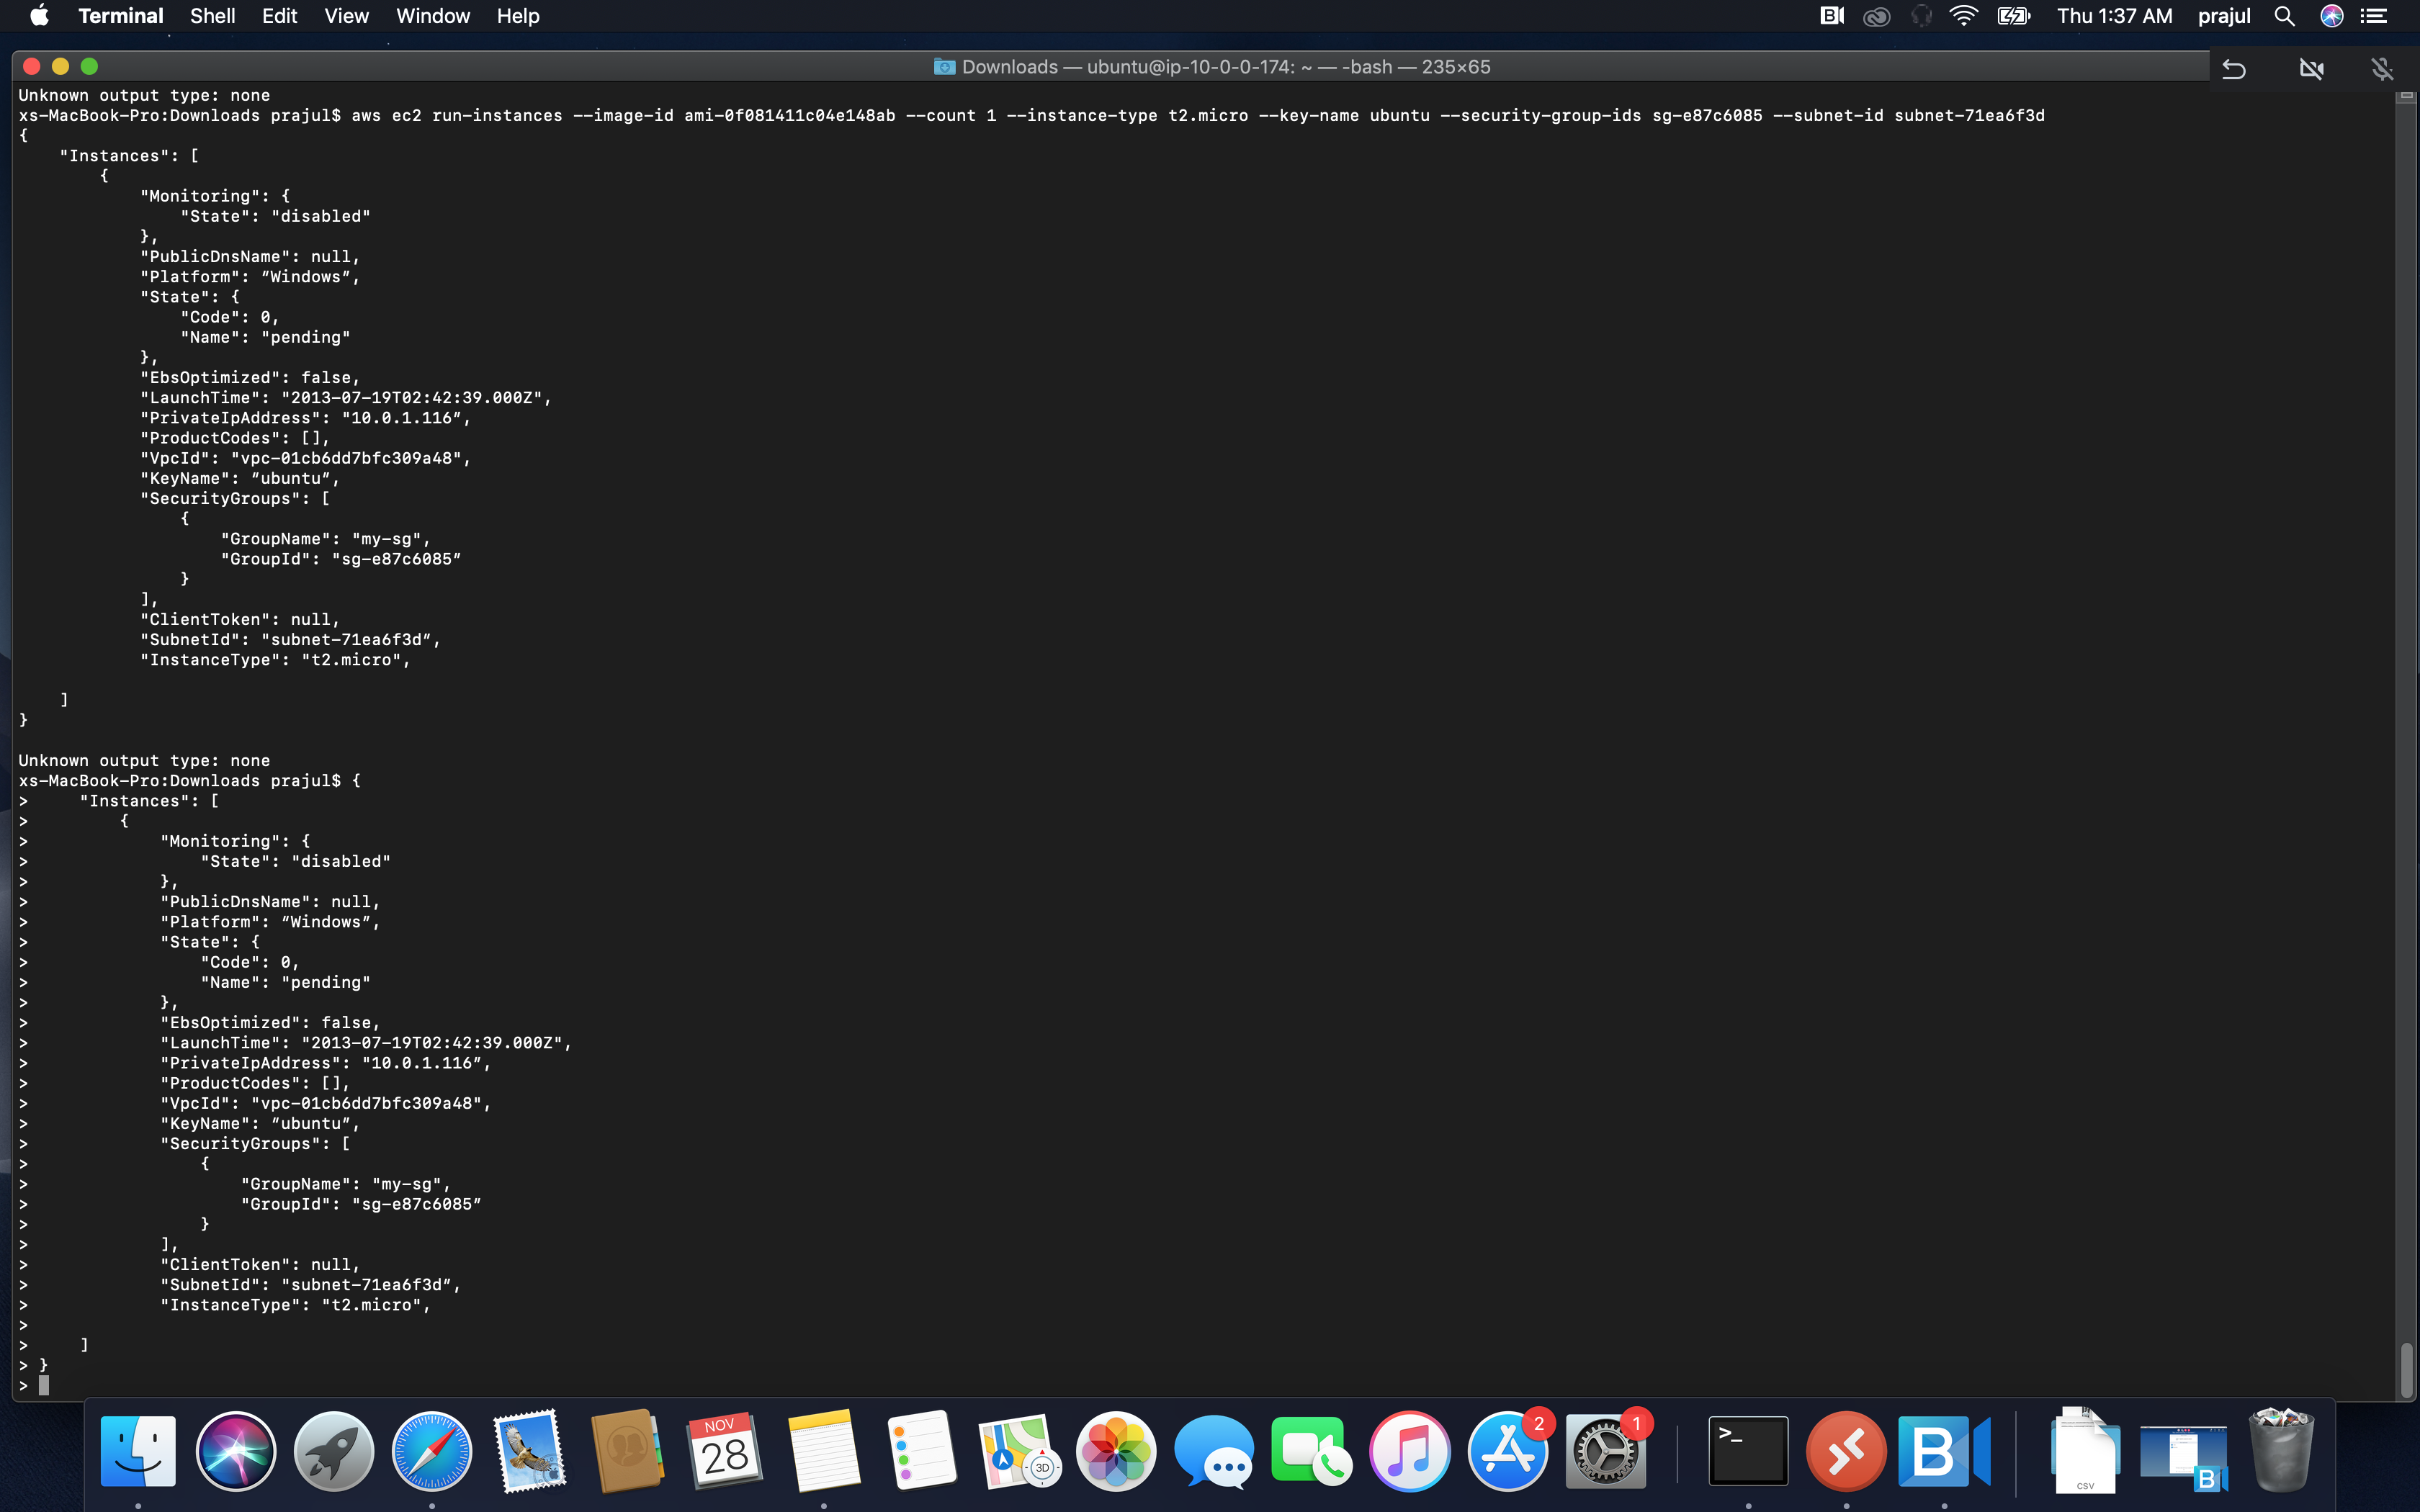 Terminal Shell Edit View Window Help Thu 1:37 AM prajul
Downloads — ubuntu@ip-10-0-0-174: ~ — -bash — 235×65
Unknown output type: none
xs-MacBook-Pro:Downloads prajul$ aws ec2 run-instances --image-id ami-0f081411c04e148ab --count 1 --instance-type t2.micro --key-name ubuntu --security-group-ids sg-e87c6085 --subnet-id subnet-71ea6f3d
{
    "Instances": [
        {
            "Monitoring": {
                "State": "disabled"
            },
            "PublicDnsName": null,
            "Platform": “Windows”,
            "State": {
                "Code": 0,
                "Name": "pending"
            },
            "EbsOptimized": false,
            "LaunchTime": "2013-07-19T02:42:39.000Z",
            "PrivateIpAddress": "10.0.1.116”,
            "ProductCodes": [],
            "VpcId": "vpc-01cb6dd7bfc309a48",
            "KeyName": “ubuntu”,
            "SecurityGroups": [
                {
                    "GroupName": "my-sg",
                    "GroupId": "sg-e87c6085”
                }
            ],
            "ClientToken": null,
            "SubnetId": "subnet-71ea6f3d”,
            "InstanceType": "t2.micro",
    ]
}
Unknown output type: none
xs-MacBook-Pro:Downloads prajul$ {
>     "Instances": [
>         {
>             "Monitoring": {
>                 "State": "disabled"
>             },
>             "PublicDnsName": null,
>             "Platform": “Windows”,
>             "State": {
>                 "Code": 0,
>                 "Name": "pending"
>             },
>             "EbsOptimized": false,
>             "LaunchTime": "2013-07-19T02:42:39.000Z",
>             "PrivateIpAddress": "10.0.1.116”,
>             "ProductCodes": [],
>             "VpcId": "vpc-01cb6dd7bfc309a48",
>             "KeyName": “ubuntu”,
>             "SecurityGroups": [
>                 {
>                     "GroupName": "my-sg",
>                     "GroupId": "sg-e87c6085”
>                 }
>             ],
>             "ClientToken": null,
>             "SubnetId": "subnet-71ea6f3d”,
>             "InstanceType": "t2.micro",
>
>     ]
> }
>
NOV
28
3D
2
1
>_
B
CSV
B